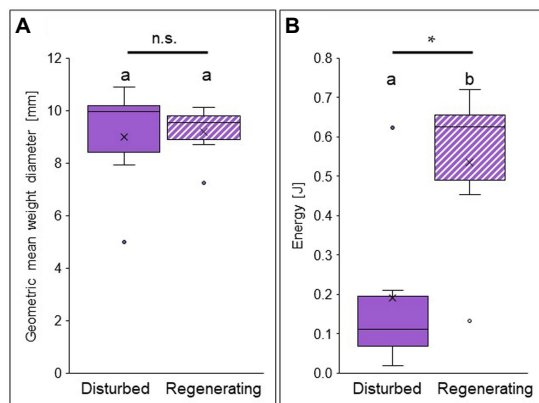 A
n.s.
a a
Geometric mean weight diameter [mm]
12
10
8
6
4
2
0
Disturbed Regenerating
B
*
a b
Energy [J]
0.8
0.7
0.6
0.5
0.4
0.3
0.2
0.1
0.0
Disturbed Regenerating